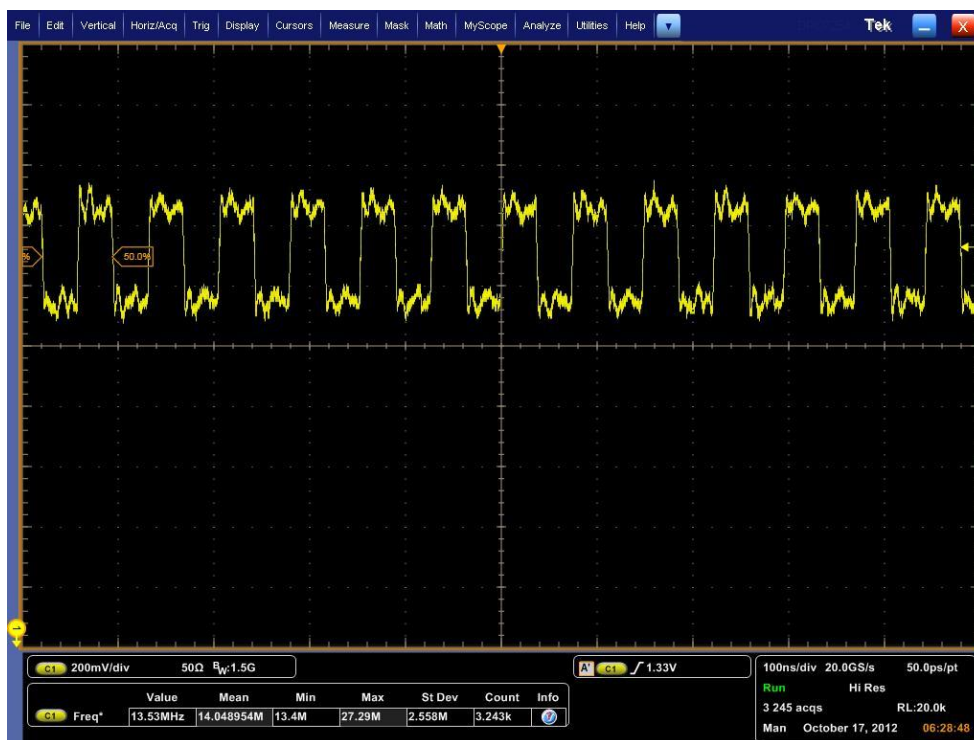 File Edit Vertical Horiz/Acq Trig Display Cursors Measure Mask Math MyScope Analyze Utilities Help Tek X
% 50.0%
1
C1 200mV/div 50Ω BW:1.5G
A' C1 1.33V
100ns/div 20.0GS/s 50.0ps/pt
Run Hi Res
3 245 acqs RL:20.0k
Man October 17, 2012 06:28:48
Value Mean Min Max St Dev Count Info
C1 Freq* 13.53MHz 14.048954M 13.4M 27.29M 2.558M 3.243k i